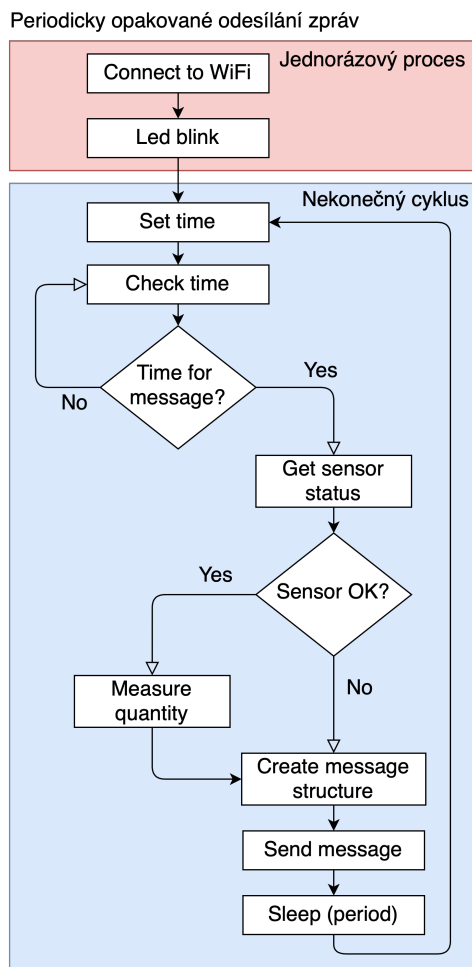 Periodicky opakované odesílání zpráv
Jednorázový proces
Connect to WiFi
Led blink
Nekonečný cyklus
Set time
Check time
Time for
message?
Yes
No
Get sensor
status
Sensor OK?
Yes
No
Measure
quantity
Create message
structure
Send message
Sleep (period)